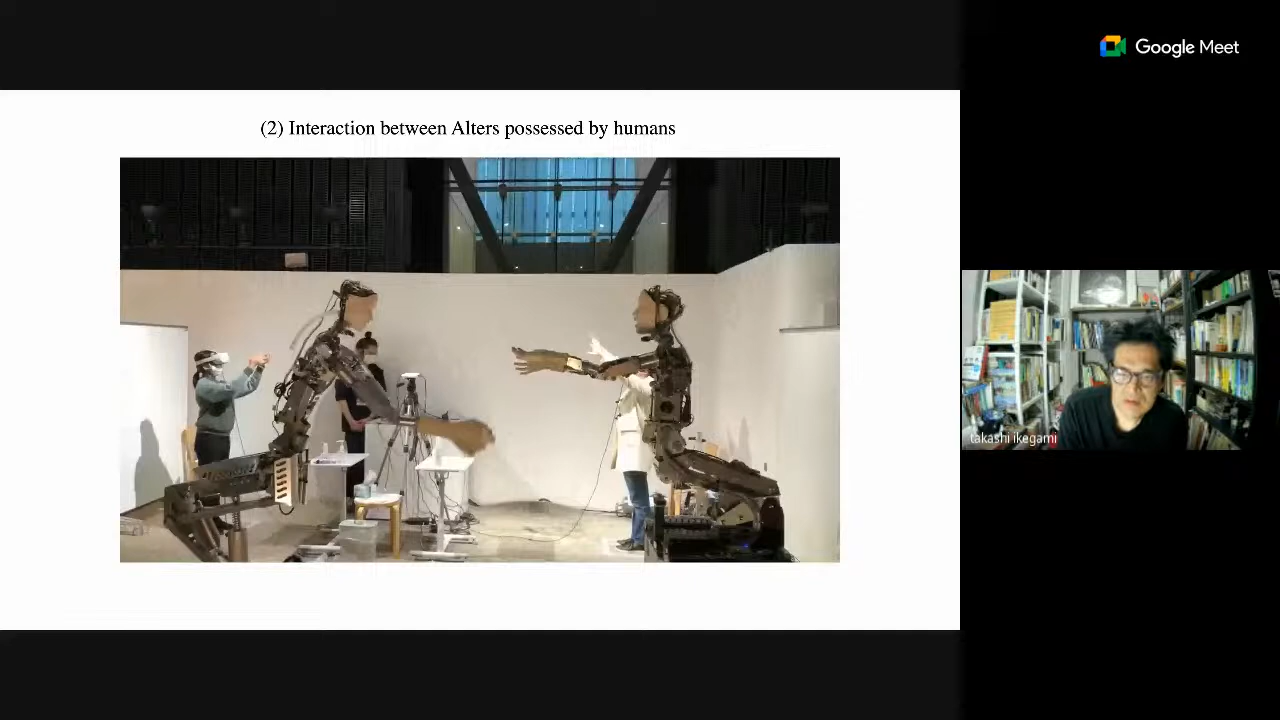 Google Meet
(2) Interaction between Alters possessed by humans
takashi ikegami